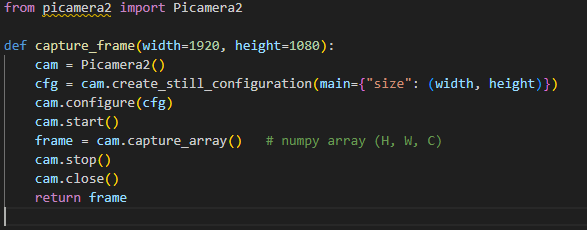 from picamera2 import Picamera2
def capture_frame(width=1920, height=1080):
    cam = Picamera2()
    cfg = cam.create_still_configuration(main={"size": (width, height)})
    cam.configure(cfg)
    cam.start()
    frame = cam.capture_array()   # numpy array (H, W, C)
    cam.stop()
    cam.close()
    return frame